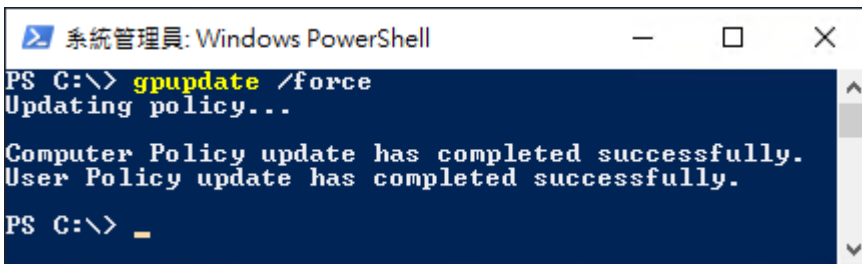 系統管理員: Windows PowerShell
PS C:\> gpupdate /force
Updating policy...
Computer Policy update has completed successfully.
User Policy update has completed successfully.
PS C:\> _